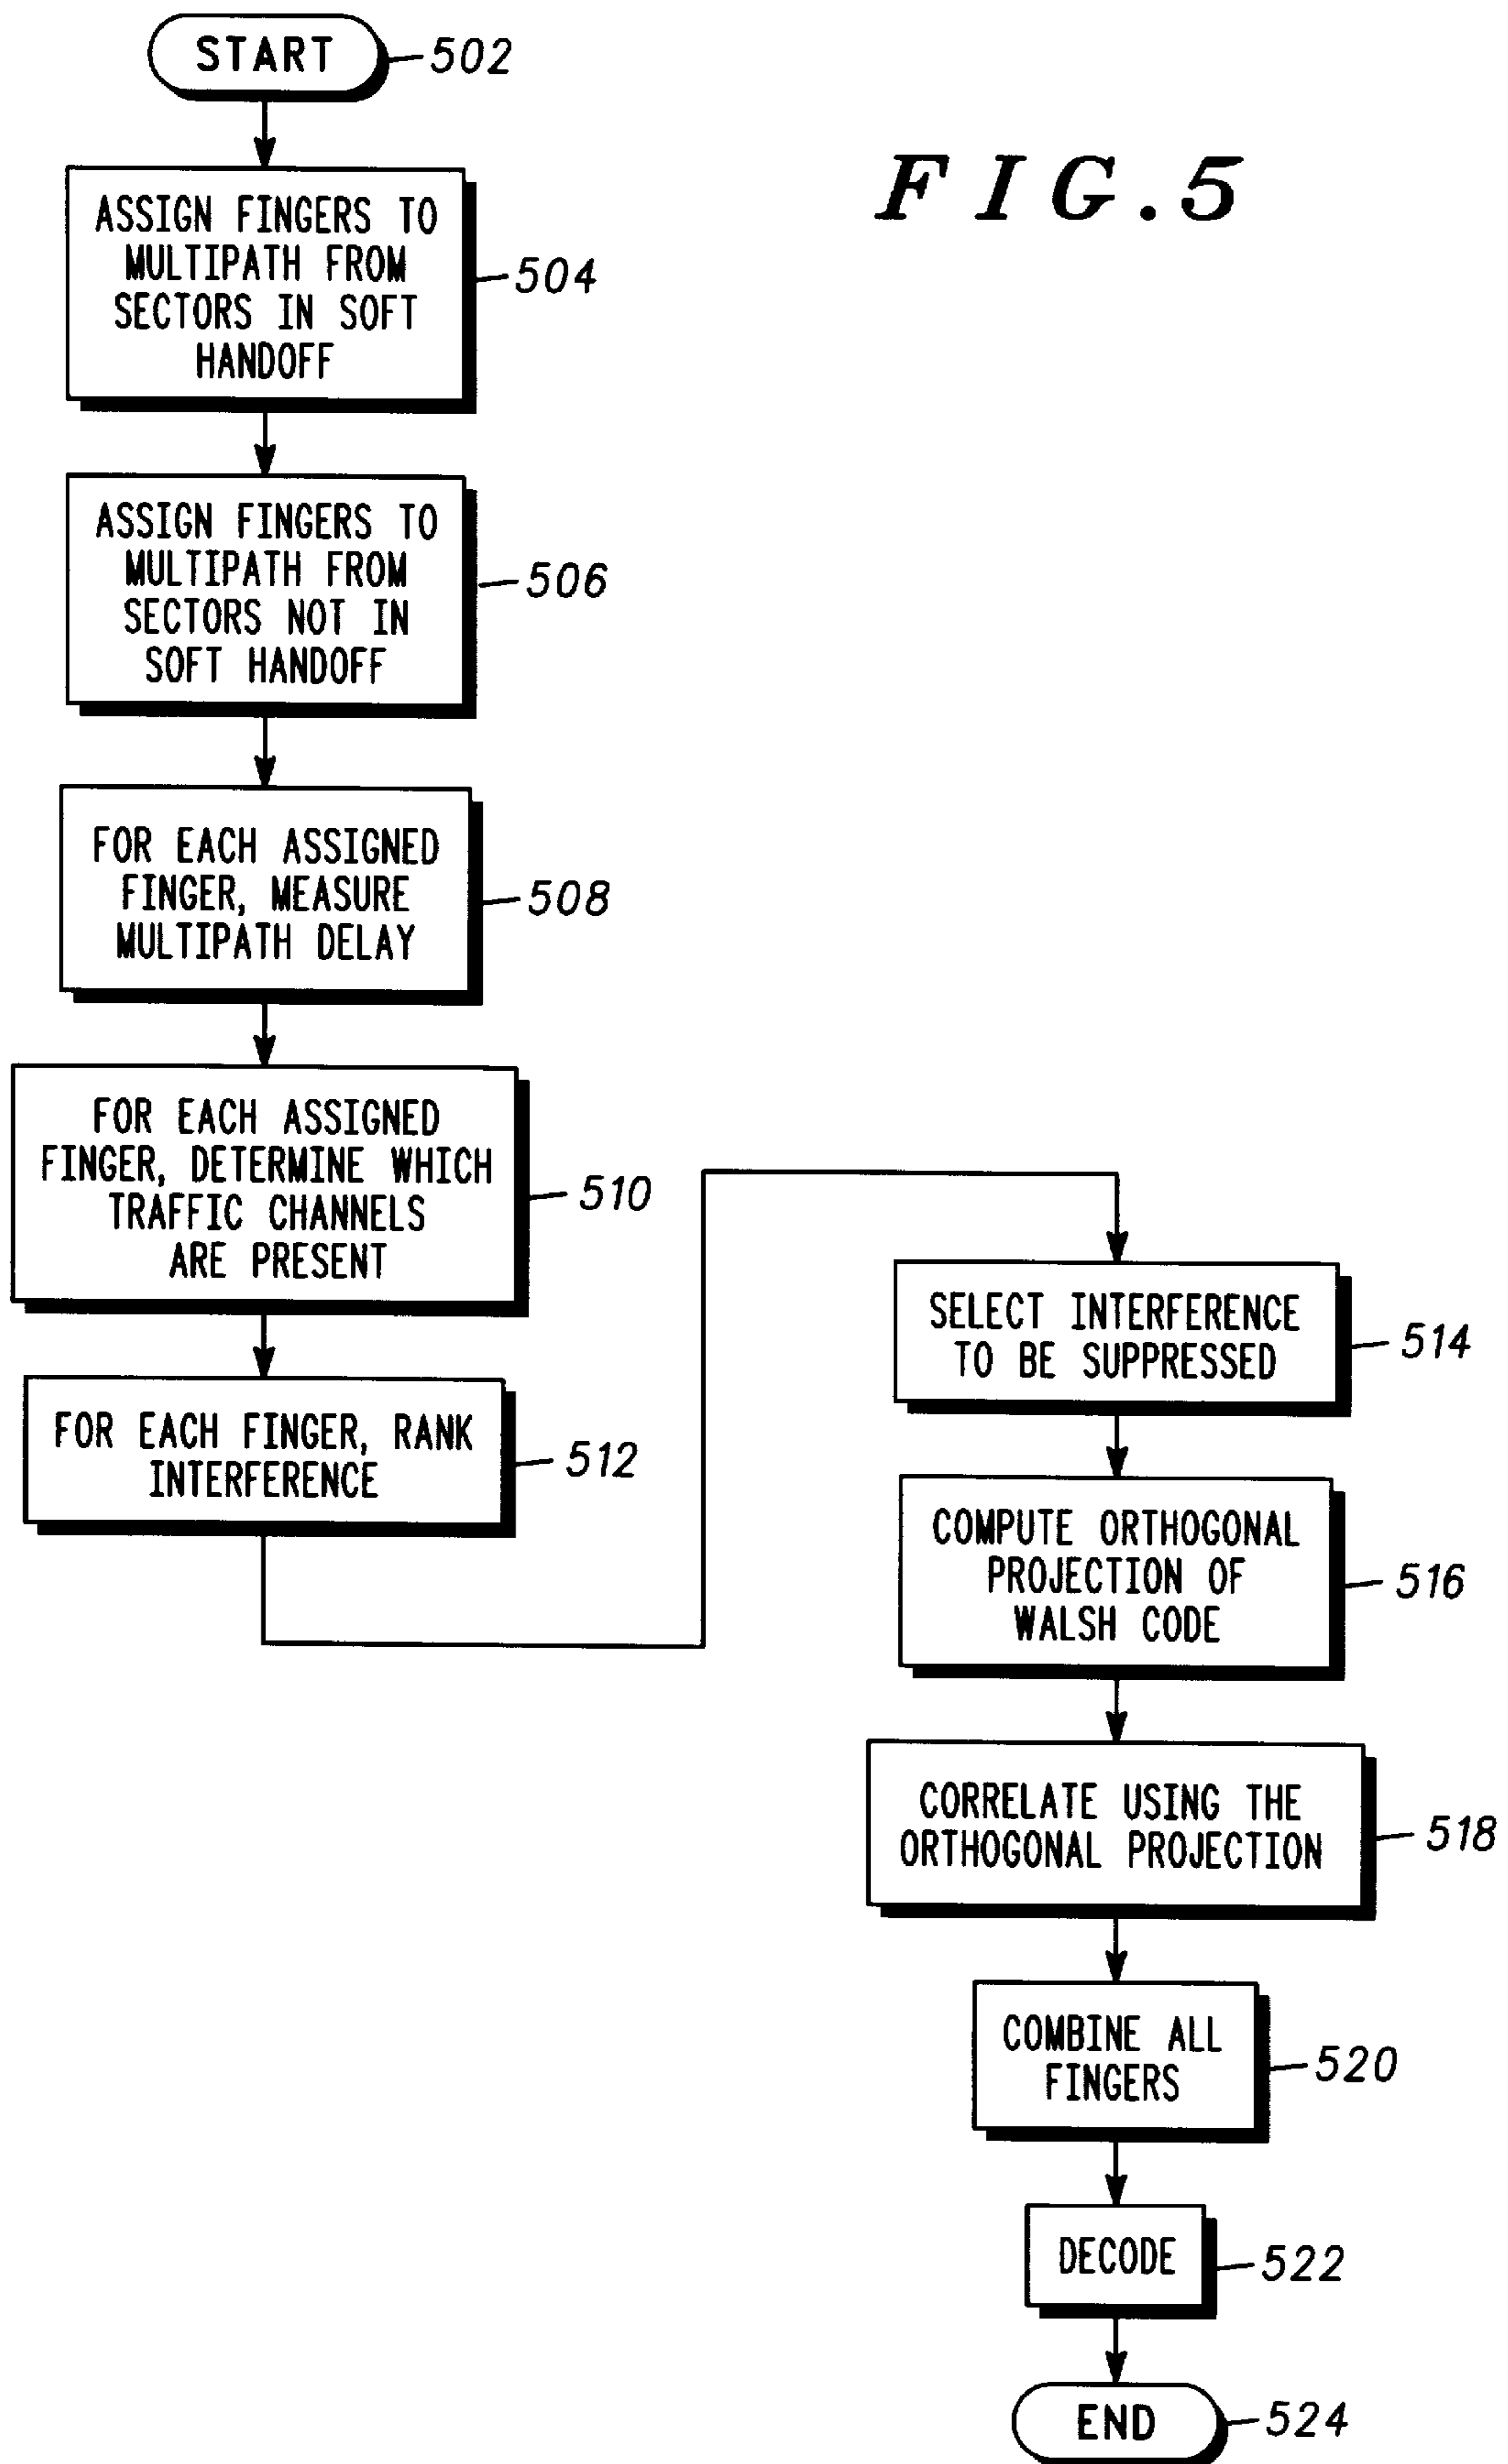 START
502
FIG.5
ASSIGN FINGERS TO
MULTIPATH FROM
SECTORS IN SOFT
HANDOFF
504
ASSIGN FINGERS TO
MULTIPATH FROM
SECTORS NOT IN
SOFT HANDOFF
506
FOR EACH ASSIGNED
FINGER, MEASURE
MULTIPATH DELAY
508
FOR EACH ASSIGNED
FINGER, DETERMINE WHICH
TRAFFIC CHANNELS
ARE PRESENT
510
FOR EACH FINGER, RANK
INTERFERENCE
512
SELECT INTERFERENCE
TO BE SUPPRESSED
514
COMPUTE ORTHOGONAL
PROJECTION OF
WALSH CODE
516
CORRELATE USING THE
ORTHOGONAL PROJECTION
518
COMBINE ALL
FINGERS
520
DECODE
522
END
524